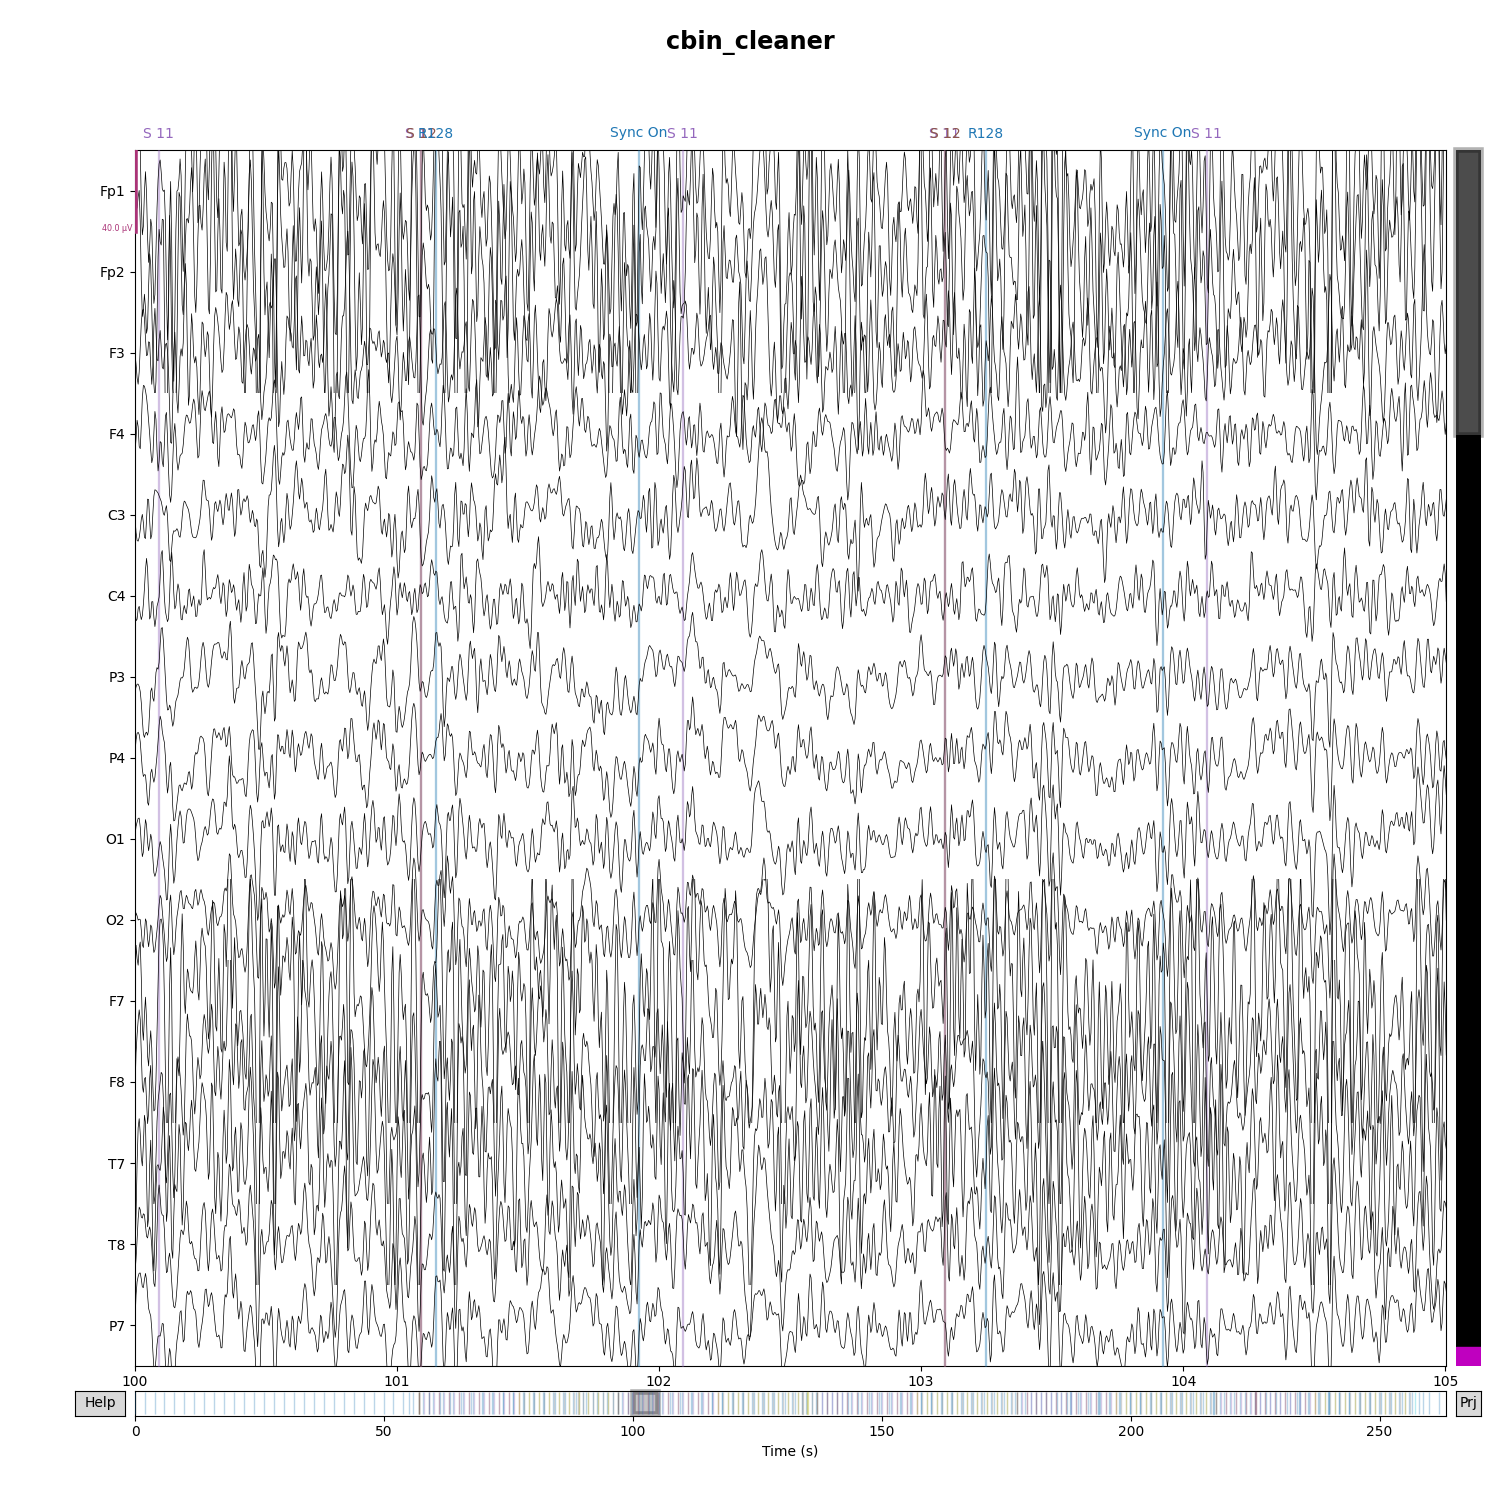 cbin_cleaner
S 11 R128 Sync On S 11 R128 Sync On S 11
Fp1
40.0 µV
Fp2
F3
F4
C3
C4
P3
P4
O1
O2
F7
F8
T7
T8
P7
100 101 102 103 104 105
Help Prj
0 50 100 150 200 250
Time (s)